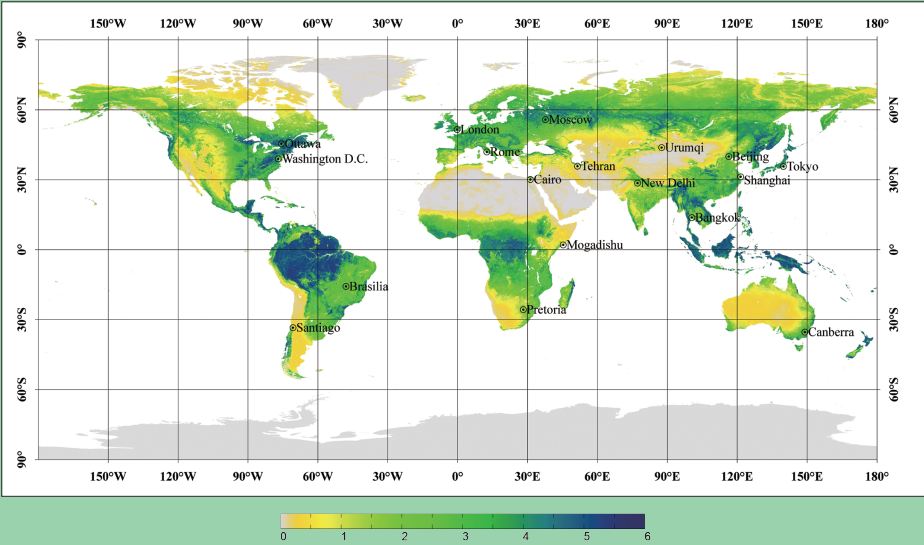 150°W 120°W 90°W 60°W 30°W 0° 30°E 60°E 90°E 120°E 150°E 180°
90° 90°
60°N 60°N
Moscow
London
Ottawa
Urumqi
Rome
Beijing
Washington D.C.
Tehran
Tokyo
30°N 30°N
Cairo
New Delhi
Shanghai
Bangkok
0° 0°
Mogadishu
Brasilia
Pretoria
30°S 30°S
Santiago
Canberra
60°S 60°S
90° 90°
150°W 120°W 90°W 60°W 30°W 0° 30°E 60°E 90°E 120°E 150°E 180°
0 1 2 3 4 5 6